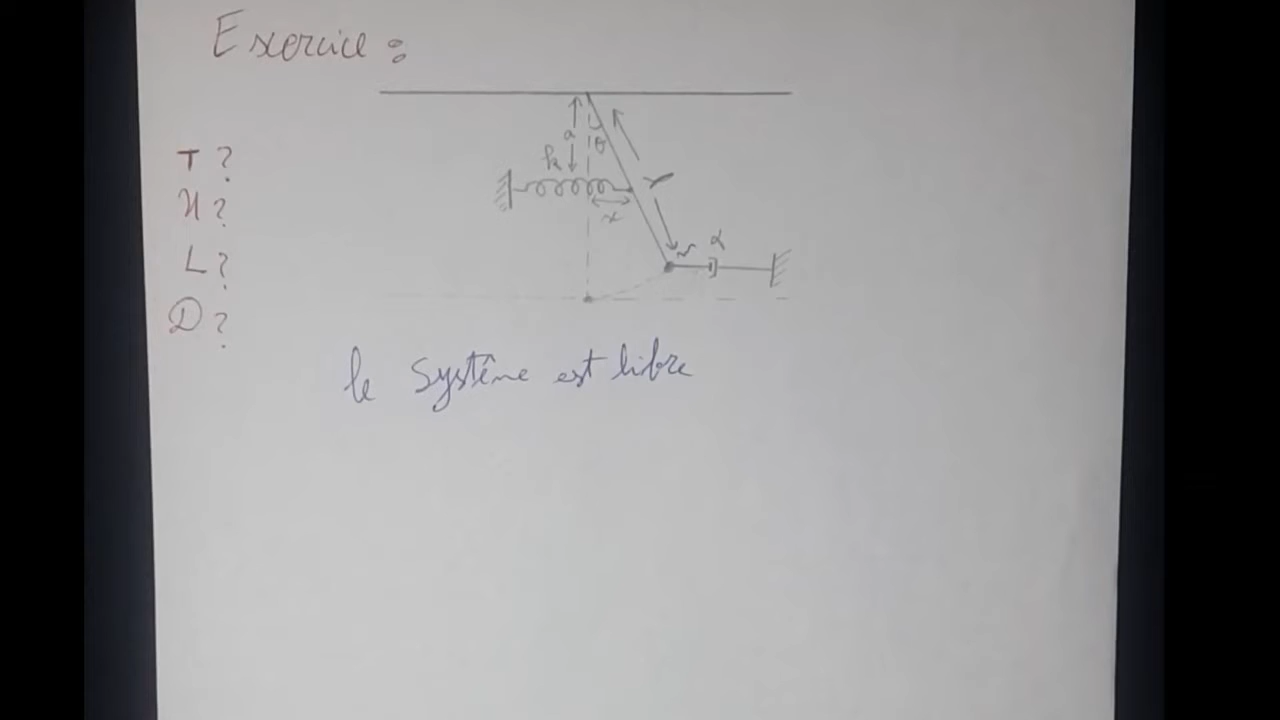 Exercice :
T ?
U ?
L ?
D ?
a
θ
k
x
α
le système est libre